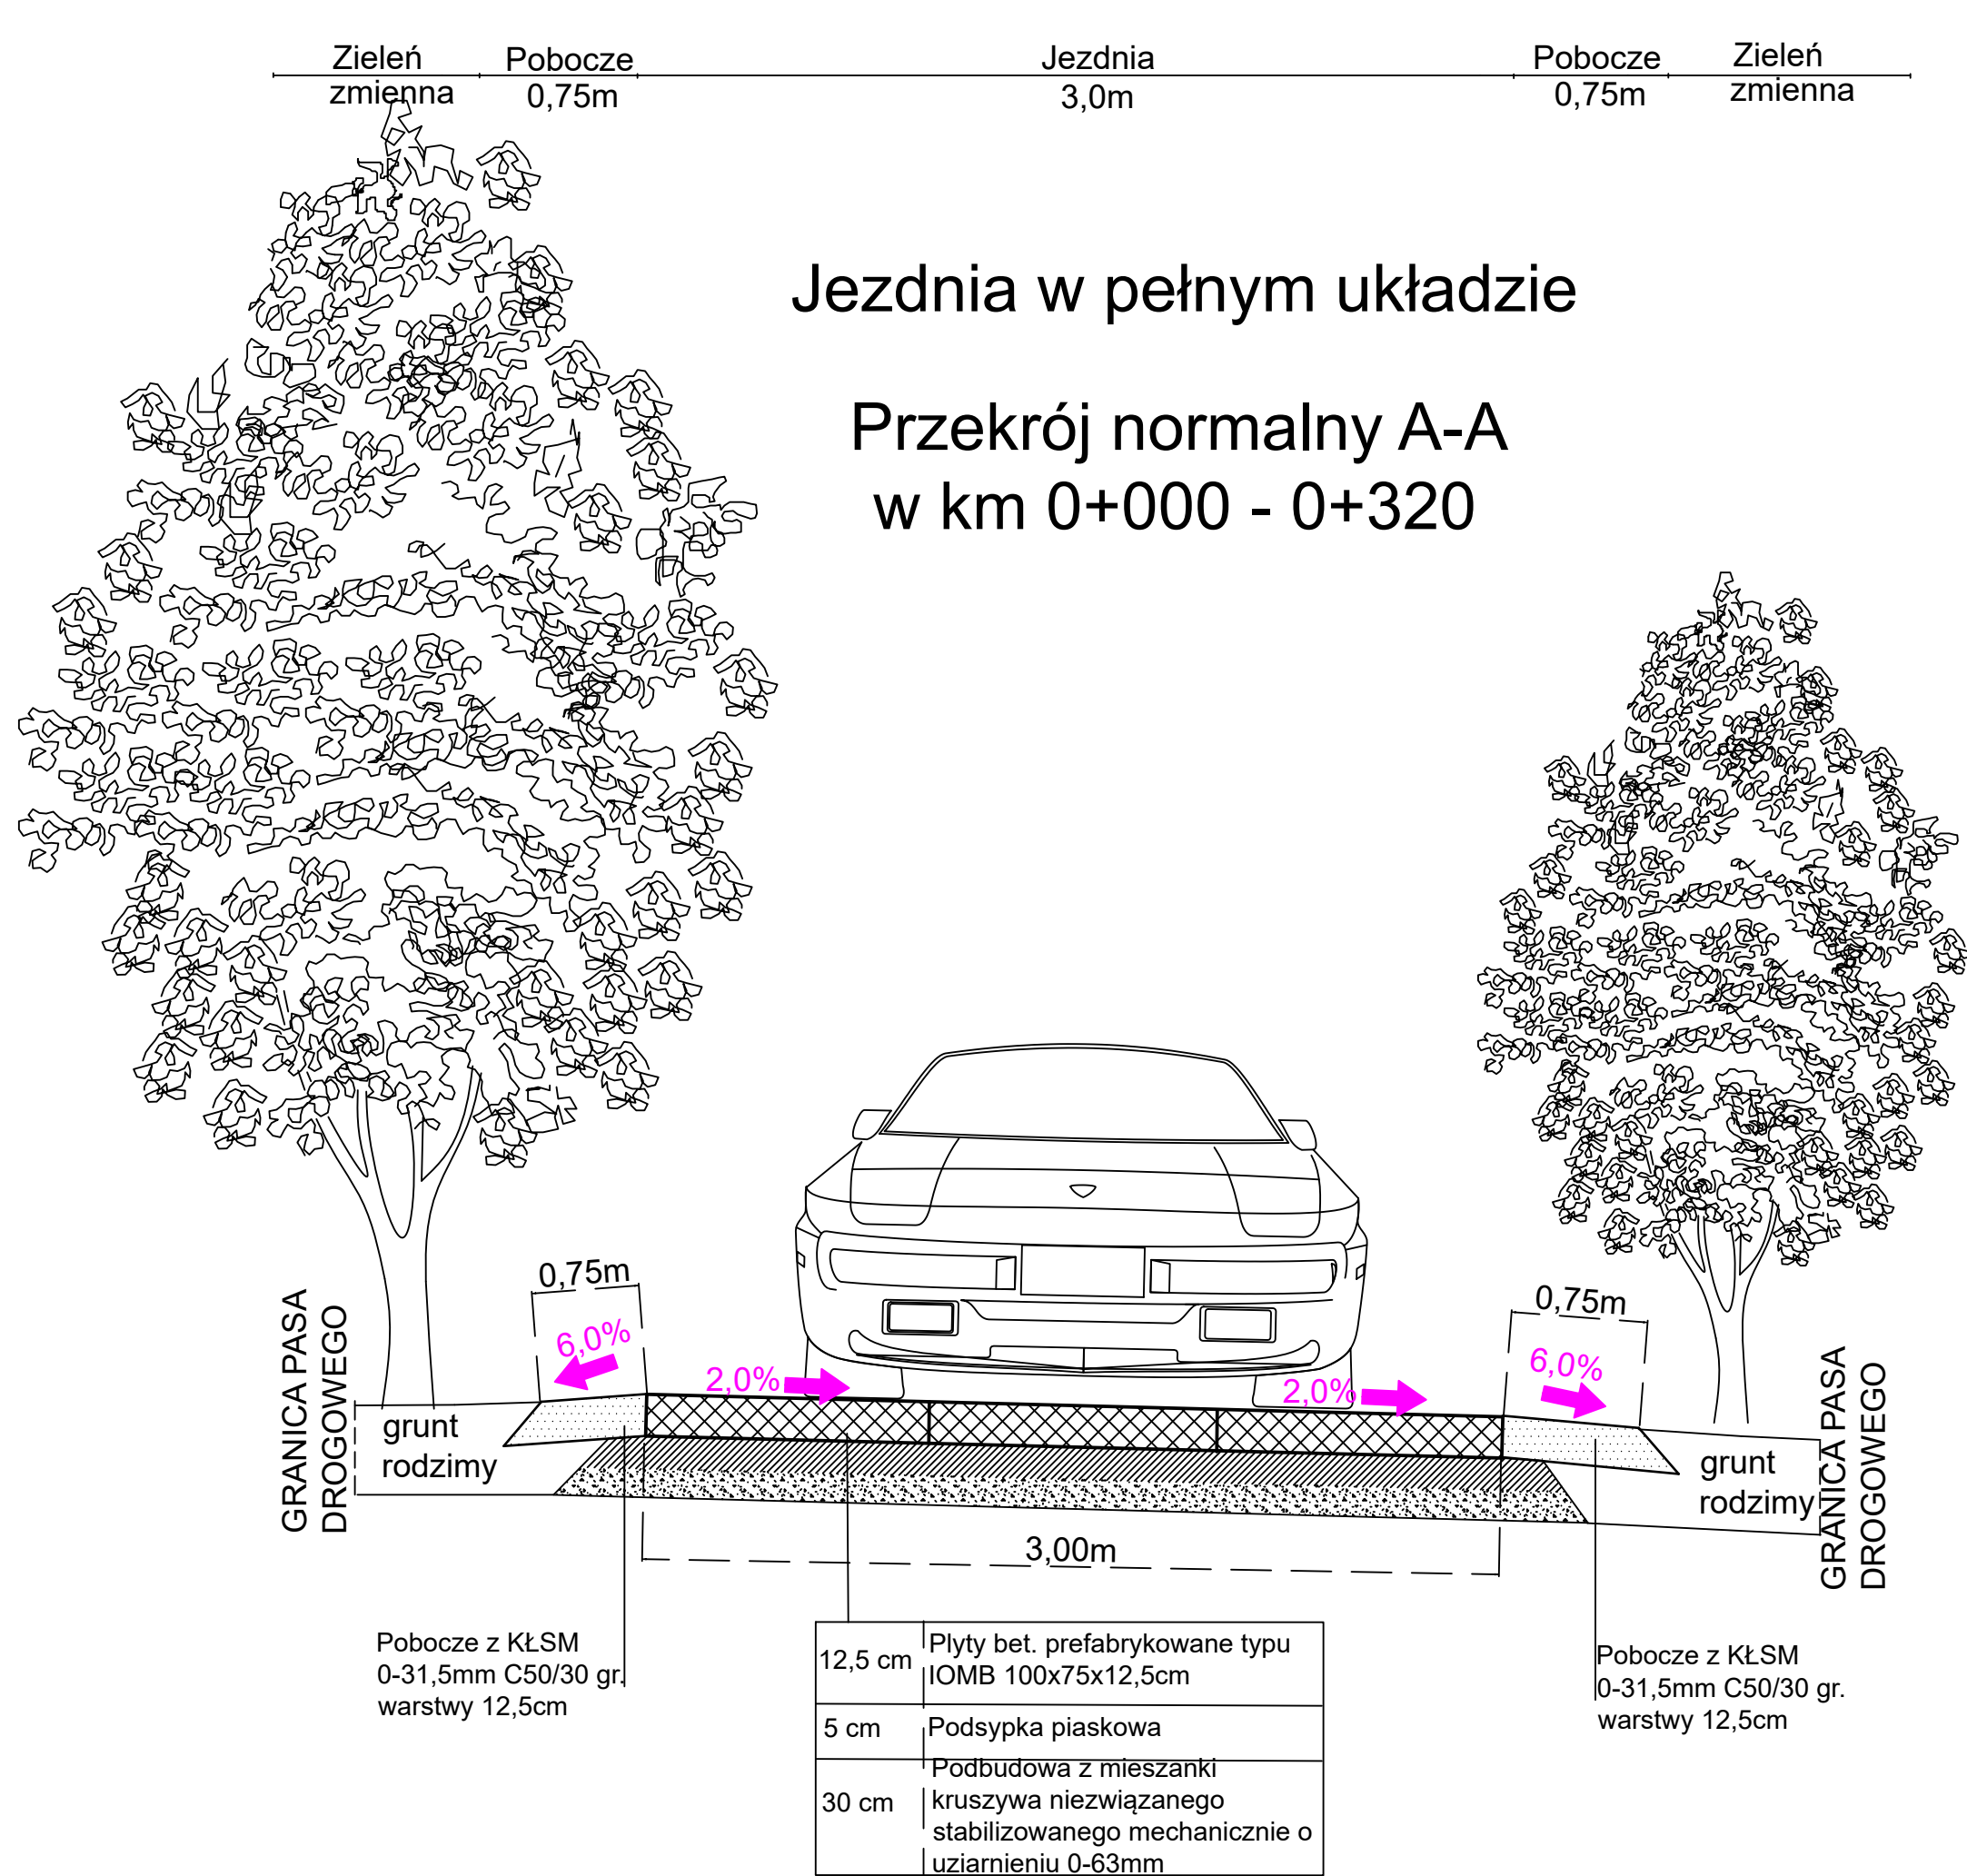 Zieleń
zmienna
Pobocze
0,75m
Jezdnia
3,0m
Pobocze
0,75m
Zieleń
zmienna
Jezdnia w pełnym układzie
Przekrój normalny A-A
w km 0+000 - 0+320
0,75m
6,0%
2,0%
2,0%
0,75m
6,0%
GRANICA PASA
DROGOWEGO
grunt
rodzimy
grunt
rodzimy
GRANICA PASA
DROGOWEGO
3,00m
Pobocze z KŁSM
0-31,5mm C50/30 gr.
warstwy 12,5cm
12,5 cm
Plyty bet. prefabrykowane typu
IOMB 100x75x12,5cm
5 cm
Podsypka piaskowa
30 cm
Podbudowa z mieszanki
kruszywa niezwiązanego
stabilizowanego mechanicznie o
uziarnieniu 0-63mm
Pobocze z KŁSM
0-31,5mm C50/30 gr.
warstwy 12,5cm